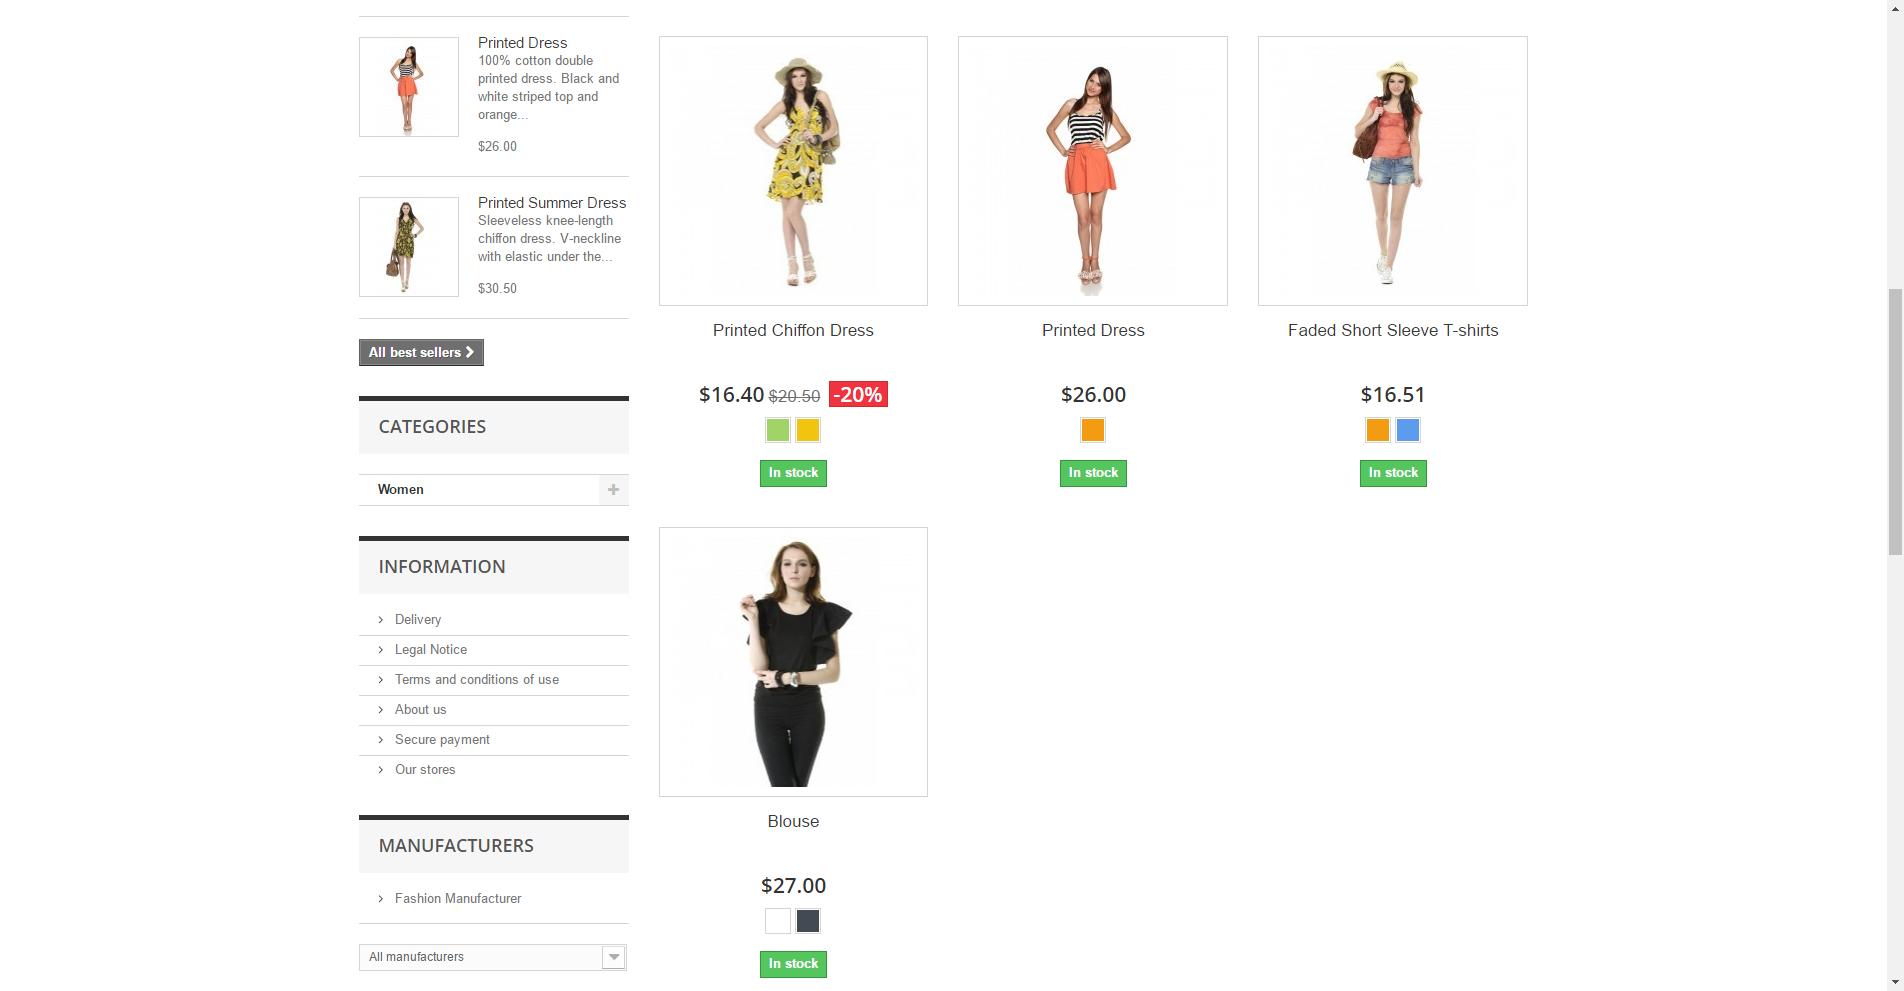 Printed Dress
100% cotton double
printed dress. Black and
white striped top and
orange...
$26.00
Printed Summer Dress
Sleeveless knee-length
chiffon dress. V-neckline
with elastic under the...
$30.50
All best sellers
CATEGORIES
Women
INFORMATION
Delivery
Legal Notice
Terms and conditions of use
About us
Secure payment
Our stores
MANUFACTURERS
Fashion Manufacturer
All manufacturers
Printed Chiffon Dress
$16.40 $20.50 -20%
In stock
Printed Dress
$26.00
In stock
Faded Short Sleeve T-shirts
$16.51
In stock
Blouse
$27.00
In stock